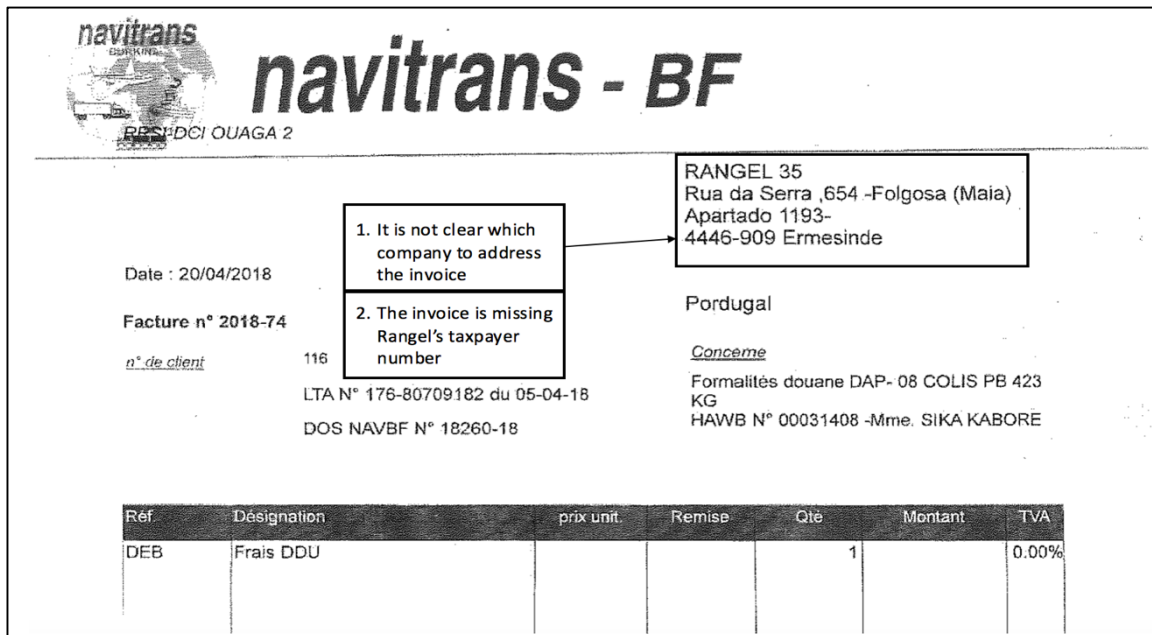 navitrans
BURKINA
navitrans - BF
RRSI-DCI OUAGA 2
RANGEL 35
Rua da Serra ,654 -Folgosa (Maia)
Apartado 1193-
4446-909 Ermesinde
1. It is not clear which
company to address
the invoice
2. The invoice is missing
Rangel's taxpayer
number
Date : 20/04/2018
Facture n° 2018-74
n° de client
116
LTA N° 176-80709182 du 05-04-18
DOS NAVBF N° 18260-18
Pordugal
Concerne
Formalités douane DAP- 08 COLIS PB 423
KG
HAWB N° 00031408 -Mme. SIKA KABORE
Réf. Désignation prix unit. Remise Qté Montant TVA
DEB Frais DDU 1 0.00%